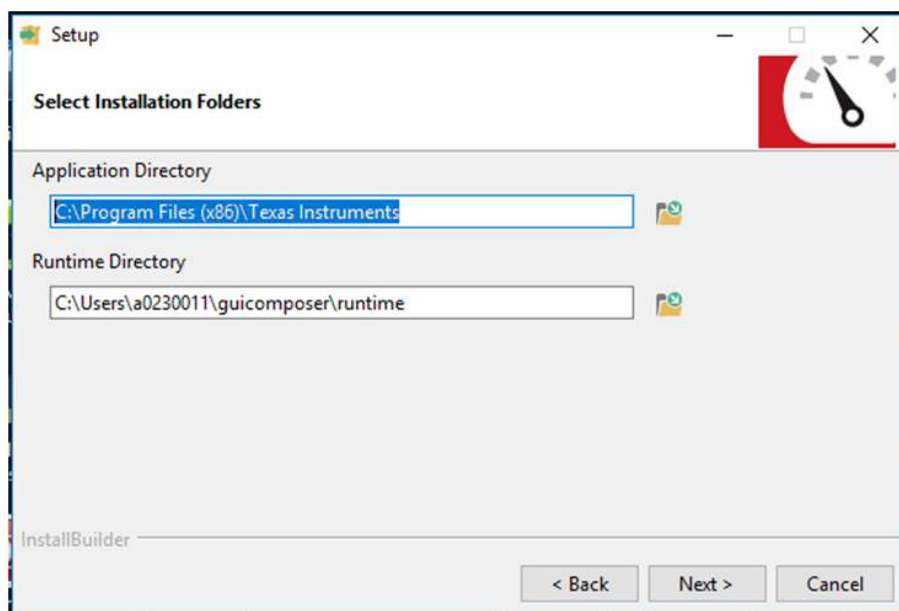 Setup
Select Installation Folders
Application Directory
C:\Program Files (x86)\Texas Instruments
Runtime Directory
C:\Users\a0230011\guicomposer\runtime
InstallBuilder
< Back Next > Cancel